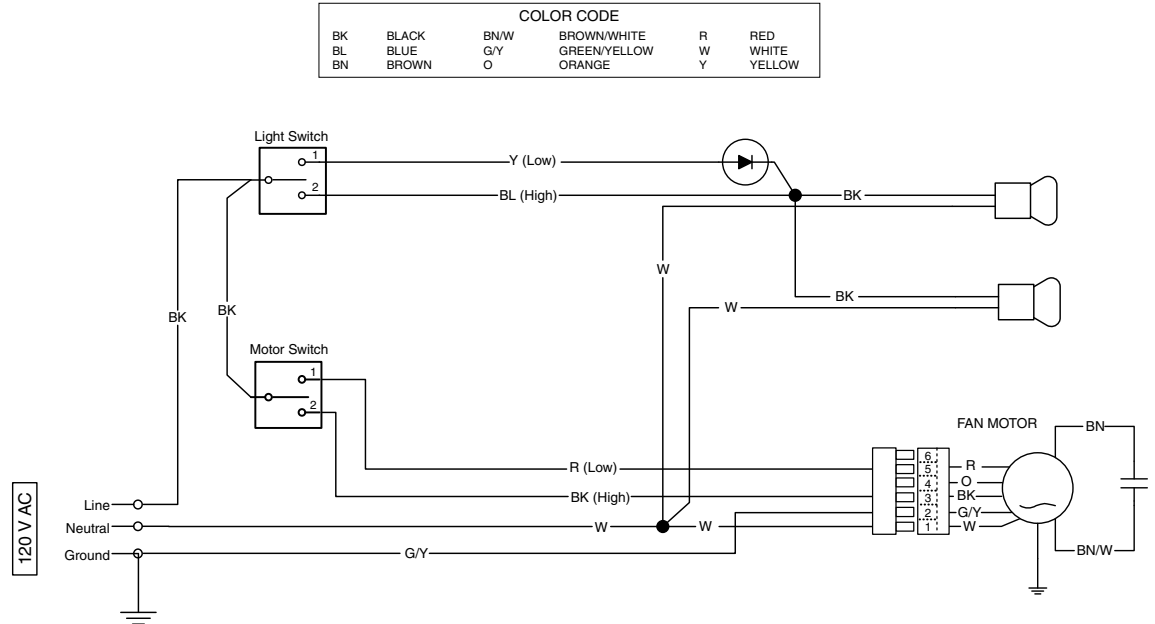 COLOR CODE
BK BLACK BN/W BROWN/WHITE R RED
BL BLUE G/Y GREEN/YELLOW W WHITE
BN BROWN O ORANGE Y YELLOW
Light Switch
1
Y (Low)
2
BL (High)
BK
W
BK
W
BK
BK
Motor Switch
1
2
FAN MOTOR
BN
6
R (Low)
5
R
4
O
BK (High)
3
BK
2
G/Y
1
W
Line
Neutral
W
W
Ground
G/Y
BN/W
120 V AC